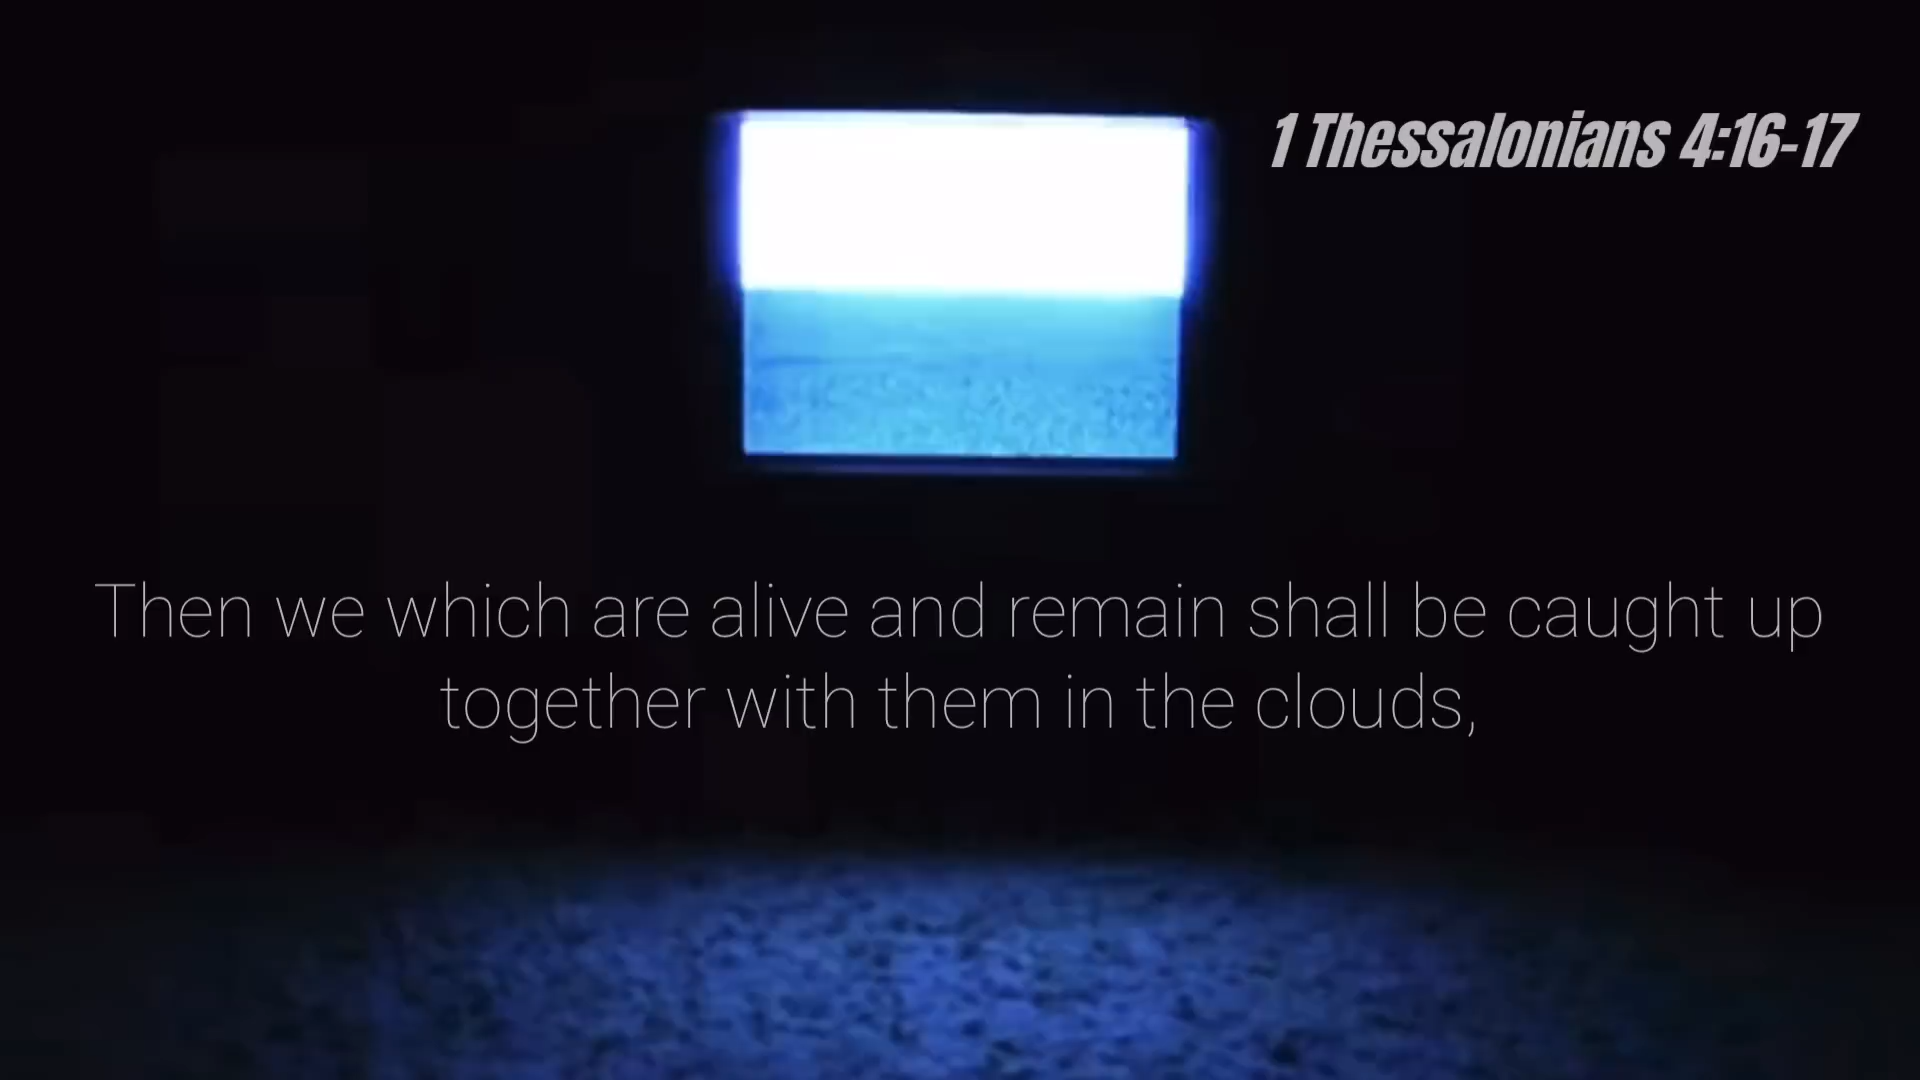 1 Thessalonians 4:16-17
Then we which are alive and remain shall be caught up
together with them in the clouds,